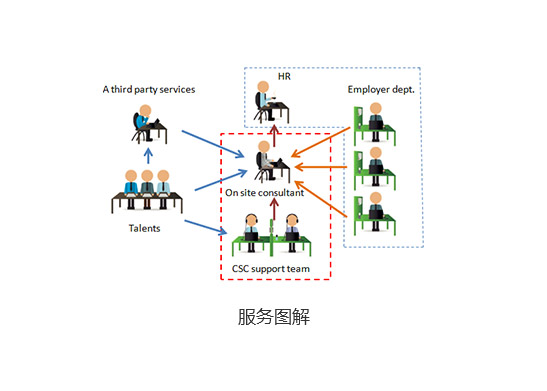 HR
A third party services
Employer dept.
On site consultant
Talents
CSC support team
服务图解